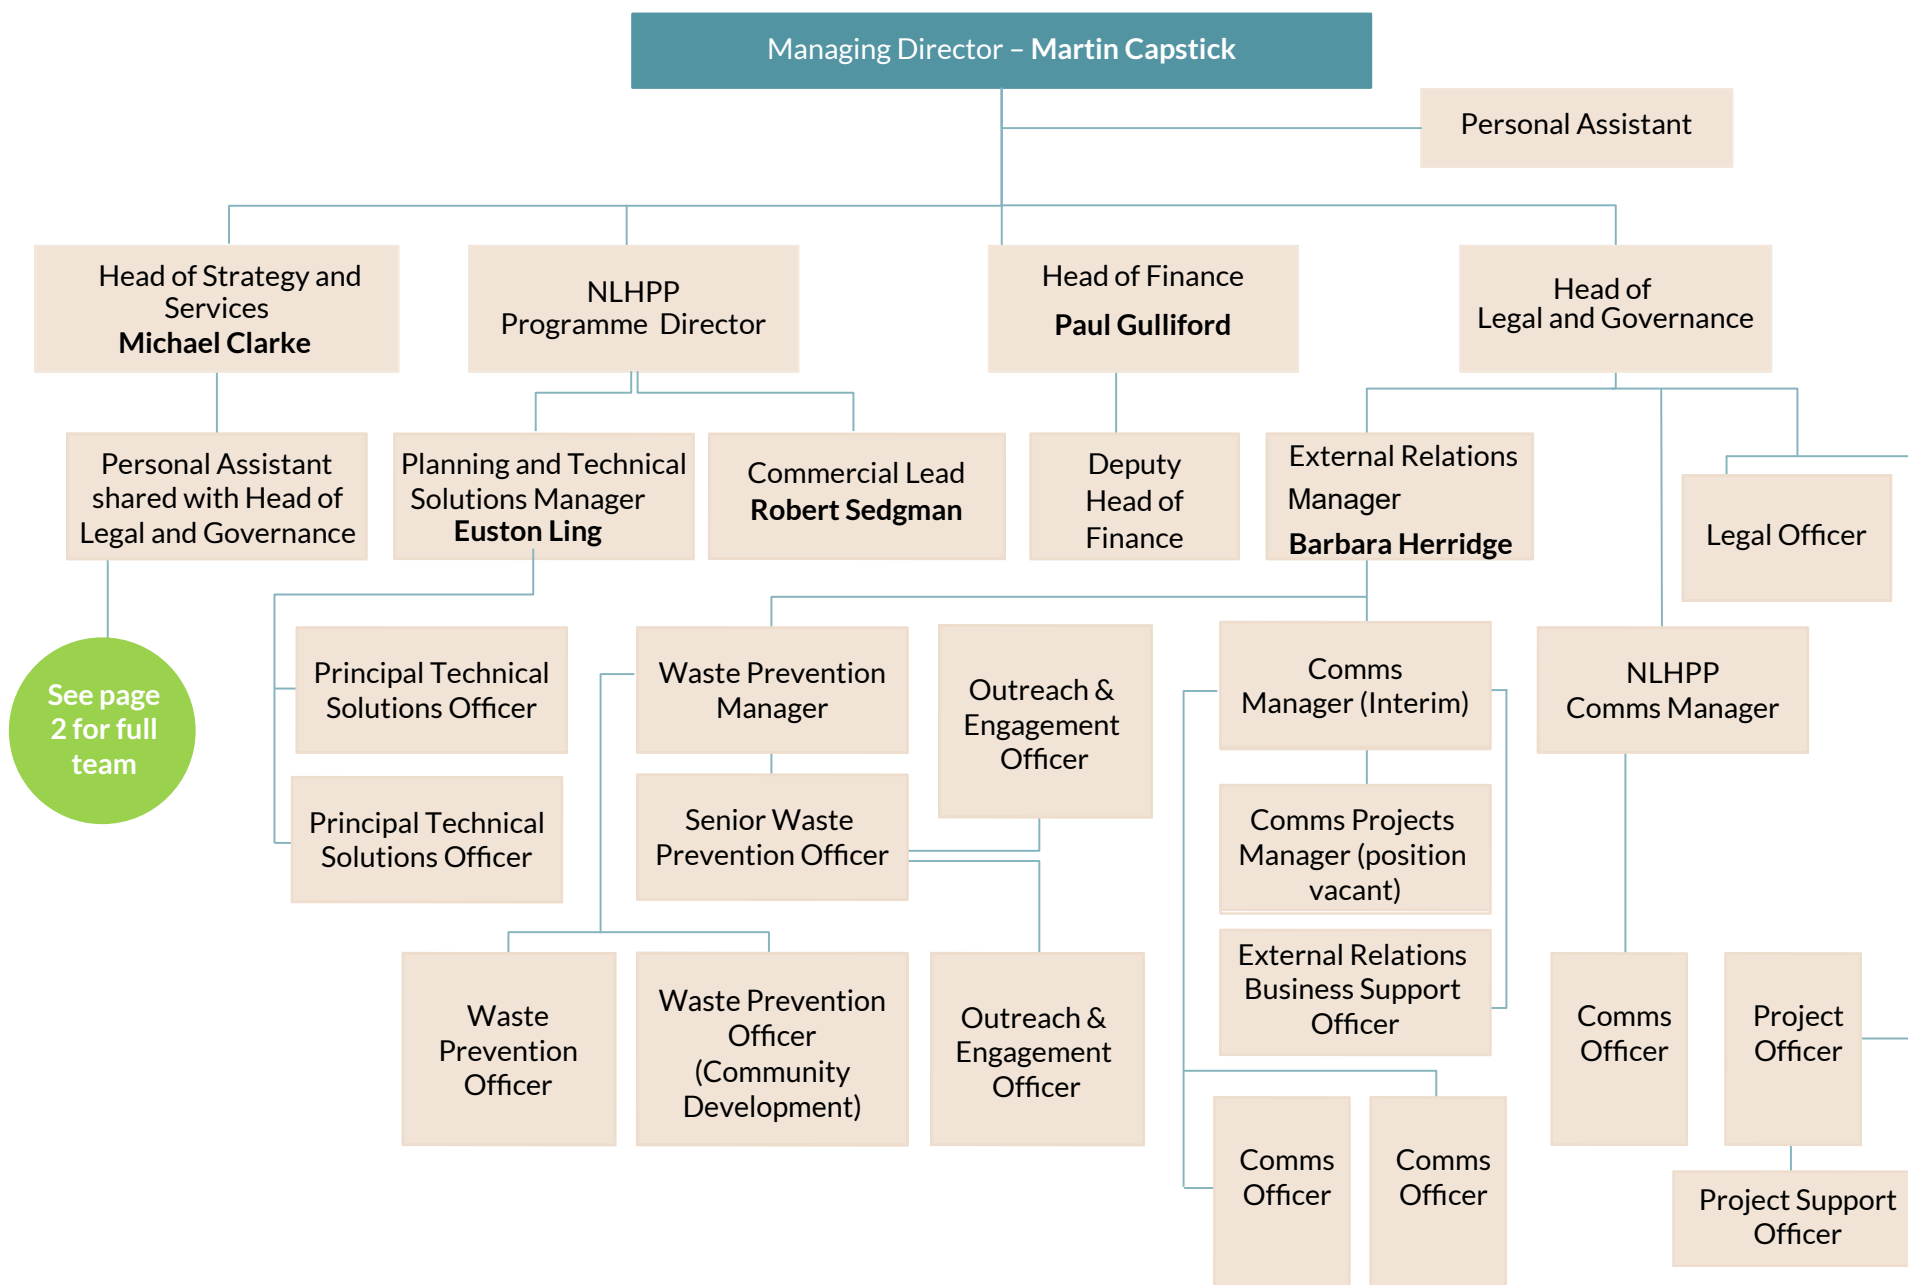 Managing Director – Martin Capstick
Personal Assistant
Head of Strategy and
Services
Michael Clarke
NLHPP
Programme Director
Head of Finance
Paul Gulliford
Head of
Legal and Governance
Personal Assistant
shared with Head of
Legal and Governance
Planning and Technical
Solutions Manager
Euston Ling
Commercial Lead
Robert Sedgman
Deputy
Head of
Finance
External Relations
Manager
Barbara Herridge
Legal Officer
See page
2 for full
team
Principal Technical
Solutions Officer
Waste Prevention
Manager
Outreach &
Engagement
Officer
Comms
Manager (Interim)
NLHPP
Comms Manager
Principal Technical
Solutions Officer
Senior Waste
Prevention Officer
Comms Projects
Manager (position
vacant)
External Relations
Business Support
Officer
Waste
Prevention
Officer
Waste Prevention
Officer
(Community
Development)
Outreach &
Engagement
Officer
Comms
Officer
Project
Officer
Comms
Officer
Comms
Officer
Project Support
Officer